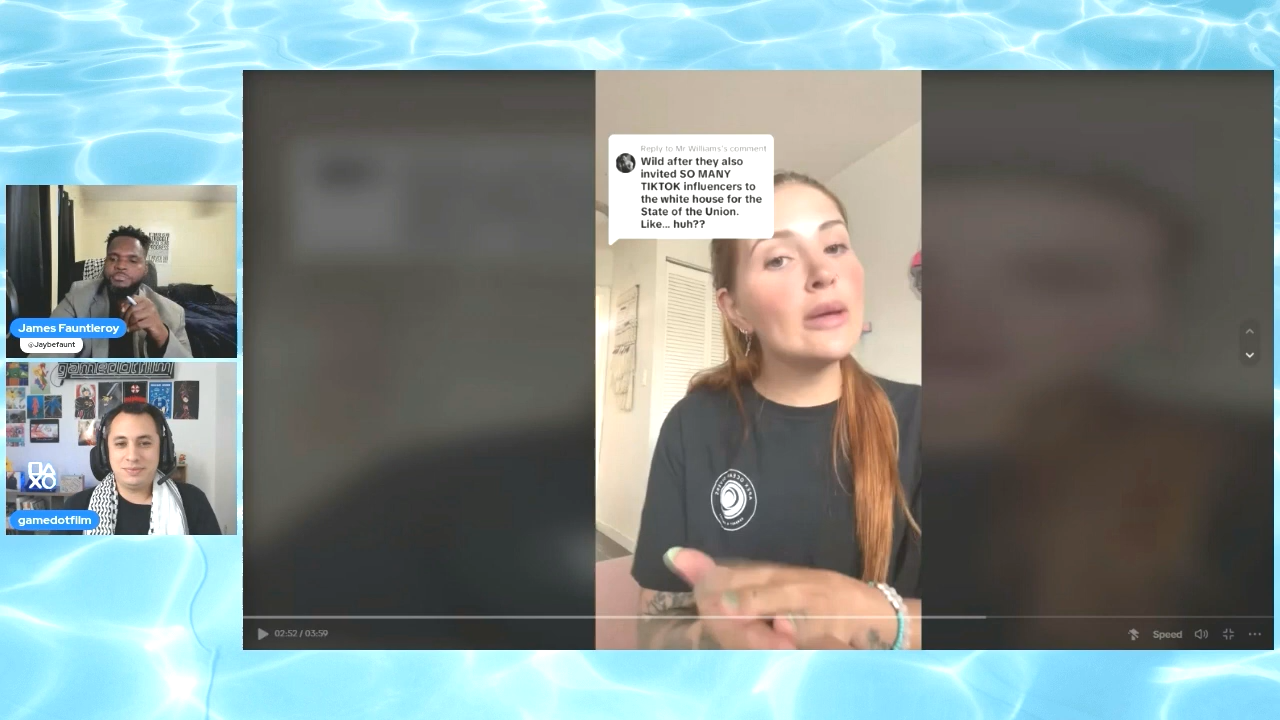 Reply to Mr Williams's comment
Wild after they also
invited SO MANY
TIKTOK influencers to
the white house for the
State of the Union.
Like... huh??
James Fauntleroy
@Jaybefaunt
gamedotfilm
gamedotfilm
02:52 / 03:59
Speed